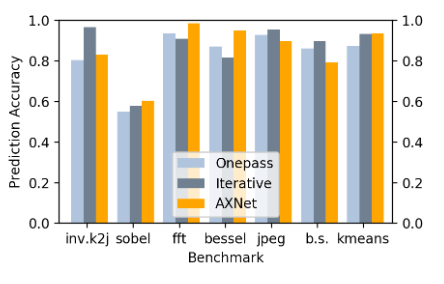 1.0
0.8
0.6
0.4
0.2
0.0
Prediction Accuracy
1.0
0.8
0.6
0.4
0.2
0.0
Onepass
Iterative
AXNet
inv.k2j sobel fft bessel jpeg b.s. kmeans
Benchmark